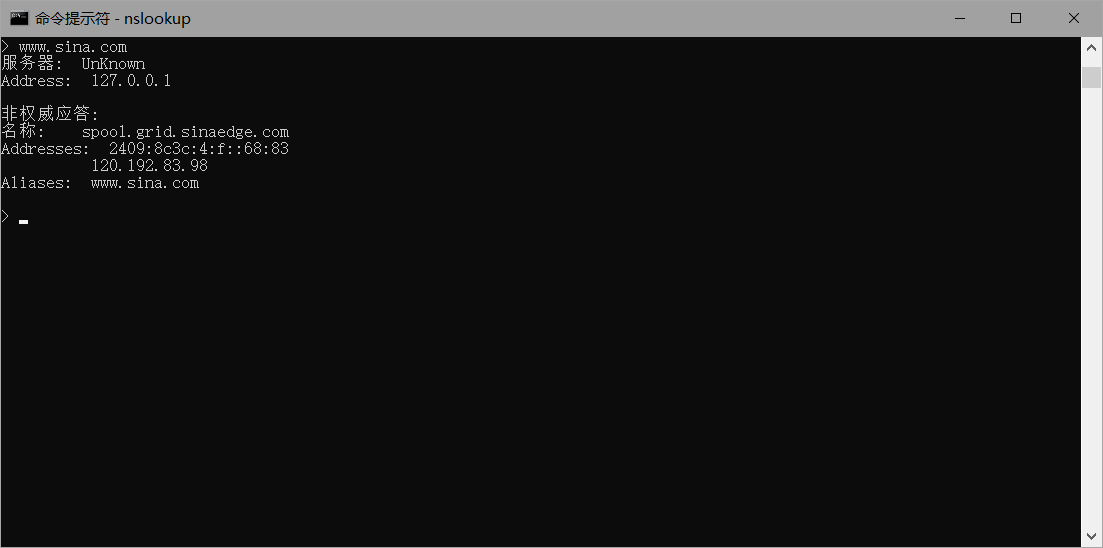 命令提示符 - nslookup
> www.sina.com
服务器:  UnKnown
Address:  127.0.0.1
非权威应答:
名称:    spool.grid.sinaedge.com
Addresses:  2409:8c3c:4:f::68:83
120.192.83.98
Aliases:  www.sina.com
>